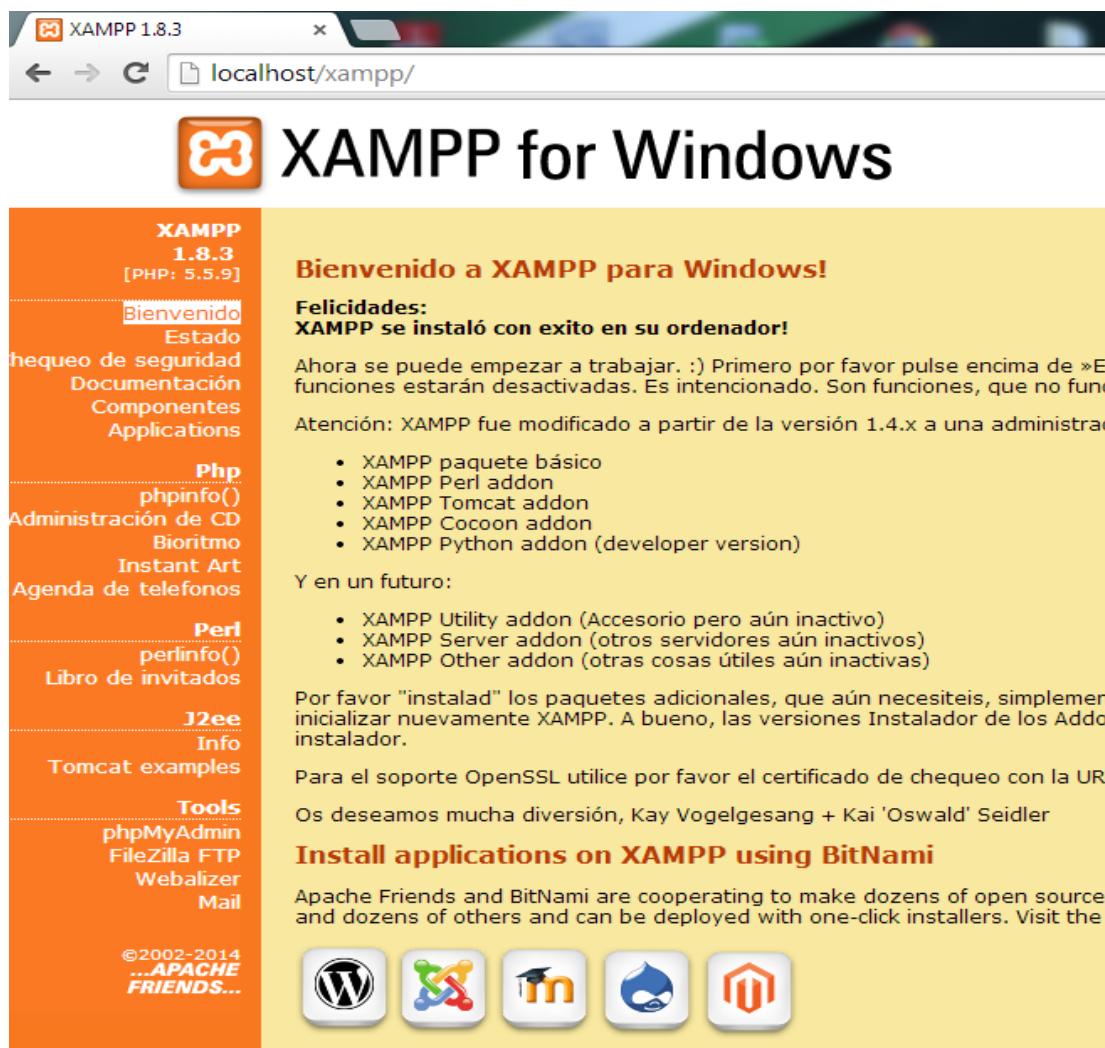 XAMPP 1.8.3
localhost/xampp/
XAMPP for Windows
XAMPP
1.8.3
[PHP: 5.5.9]
Bienvenido
Estado
hequeo de seguridad
Documentación
Componentes
Applications
Php
phpinfo()
Administración de CD
Bioritmo
Instant Art
Agenda de telefonos
Perl
perlinfo()
Libro de invitados
J2ee
Info
Tomcat examples
Tools
phpMyAdmin
FileZilla FTP
Webalizer
Mail
©2002-2014
...APACHE
FRIENDS...
Bienvenido a XAMPP para Windows!
Felicidades:
XAMPP se instaló con exito en su ordenador!
Ahora se puede empezar a trabajar. :) Primero por favor pulse encima de »E
funciones estarán desactivadas. Es intencionado. Son funciones, que no fun
Atención: XAMPP fue modificado a partir de la versión 1.4.x a una administra
• XAMPP paquete básico
• XAMPP Perl addon
• XAMPP Tomcat addon
• XAMPP Cocoon addon
• XAMPP Python addon (developer version)
Y en un futuro:
• XAMPP Utility addon (Accesorio pero aún inactivo)
• XAMPP Server addon (otros servidores aún inactivos)
• XAMPP Other addon (otras cosas útiles aún inactivas)
Por favor "instalad" los paquetes adicionales, que aún necesiteis, simplemen
inicializar nuevamente XAMPP. A bueno, las versiones Instalador de los Addo
instalador.
Para el soporte OpenSSL utilice por favor el certificado de chequeo con la UR
Os deseamos mucha diversión, Kay Vogelgesang + Kai 'Oswald' Seidler
Install applications on XAMPP using BitNami
Apache Friends and BitNami are cooperating to make dozens of open source
and dozens of others and can be deployed with one-click installers. Visit the